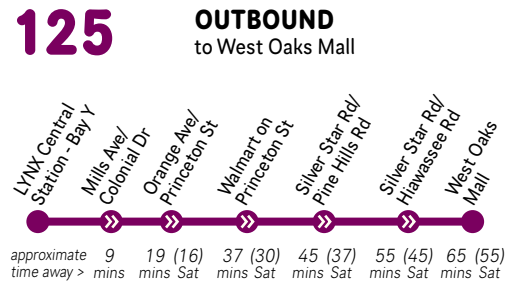 125
OUTBOUND
to West Oaks Mall
LYNX Central
Station - Bay Y
Mills Ave/
Colonial Dr
Orange Ave/
Princeton St
Walmart on
Princeton St
Silver Star Rd/
Pine Hills Rd
Silver Star Rd/
Hiawassee Rd
West Oaks
Mall
approximate 9 19 (16) 37 (30) 45 (37) 55 (45) 65 (55)
time away > mins mins Sat mins Sat mins Sat mins Sat mins Sat